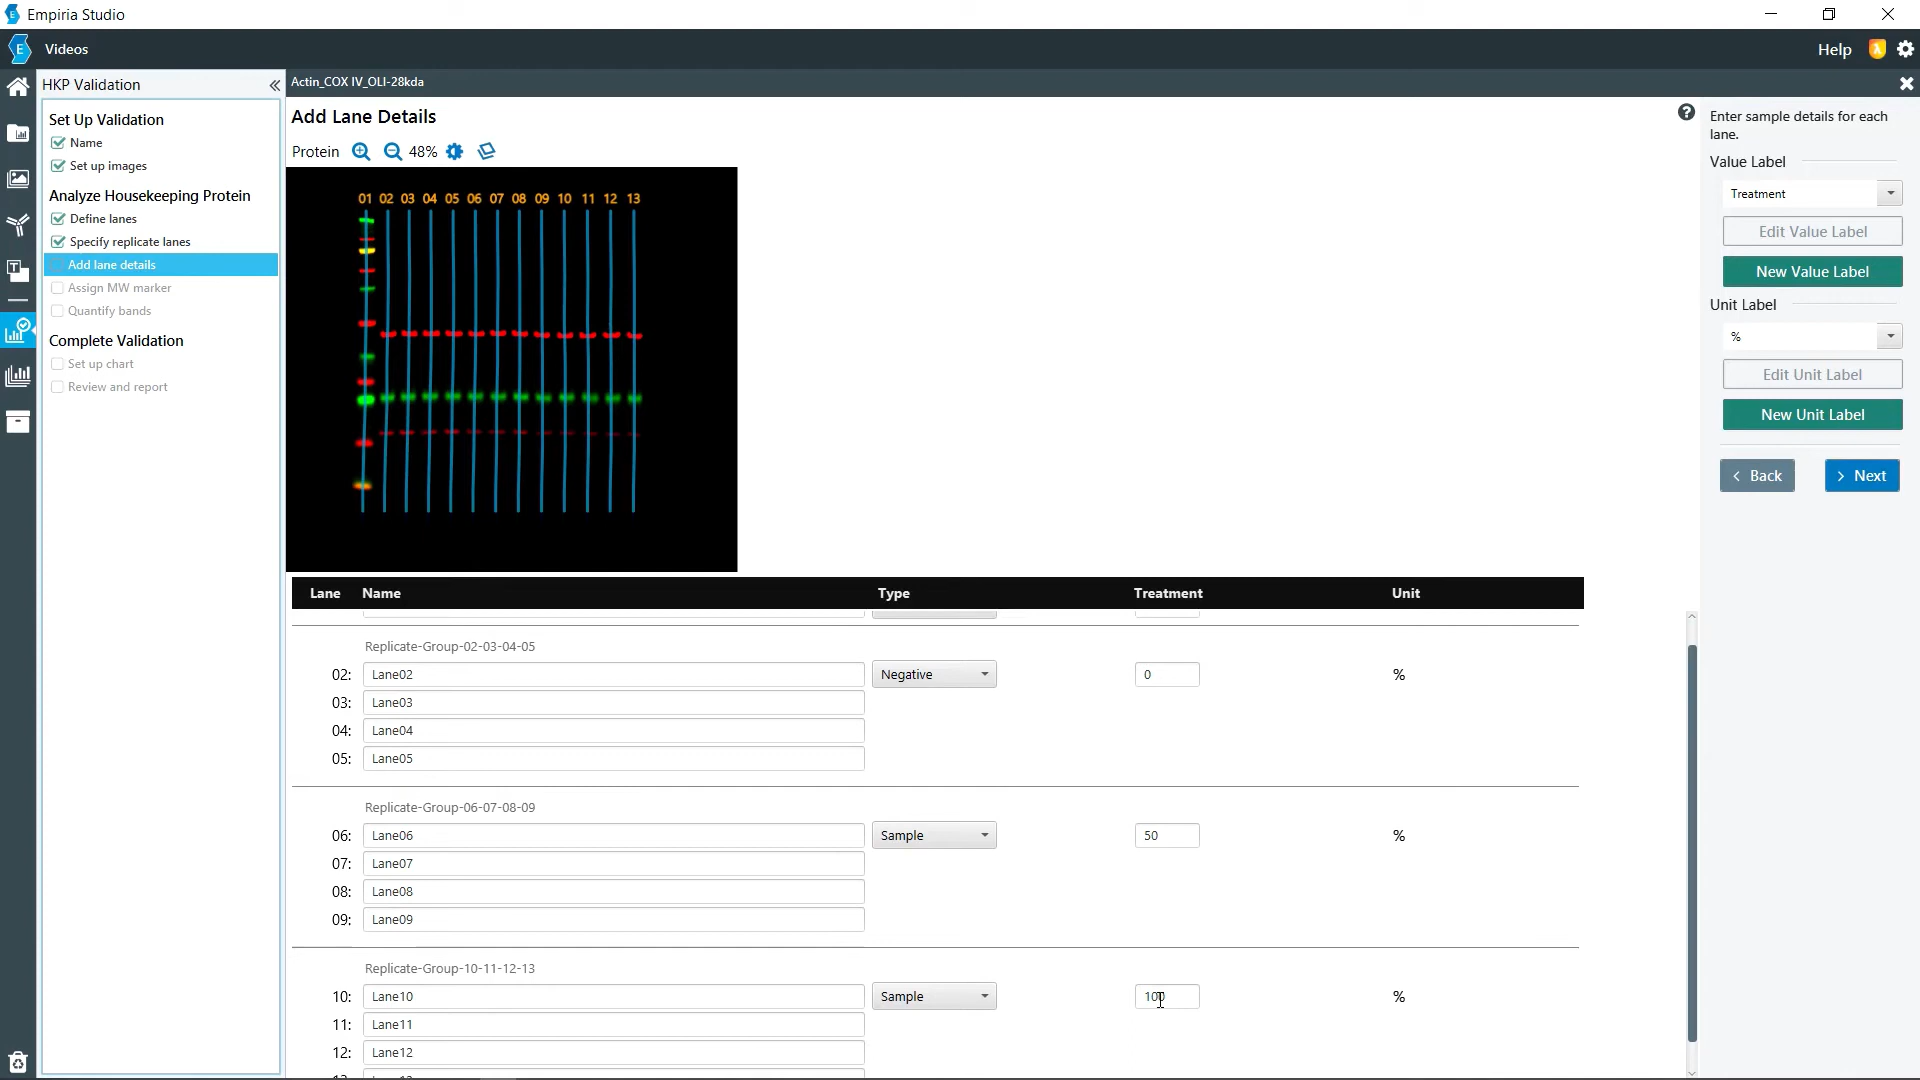 Empiria Studio
Videos
Help
HKP Validation
Actin_COX IV_OLI-28kda
Set Up Validation
Name
Set up images
Analyze Housekeeping Protein
Define lanes
Specify replicate lanes
Add lane details
Assign MW marker
Quantify bands
Complete Validation
Set up chart
Review and report
Add Lane Details
Protein 48%
01 02 03 04 05 06 07 08 09 10 11 12 13
Lane Name Type Treatment Unit
Replicate-Group-02-03-04-05
02: Lane02 Negative 0 %
03: Lane03
04: Lane04
05: Lane05
Replicate-Group-06-07-08-09
06: Lane06 Sample 50 %
07: Lane07
08: Lane08
09: Lane09
Replicate-Group-10-11-12-13
10: Lane10 Sample 100 %
11: Lane11
12: Lane12
Enter sample details for each
lane.
Value Label
Treatment
Edit Value Label
New Value Label
Unit Label
%
Edit Unit Label
New Unit Label
< Back
> Next